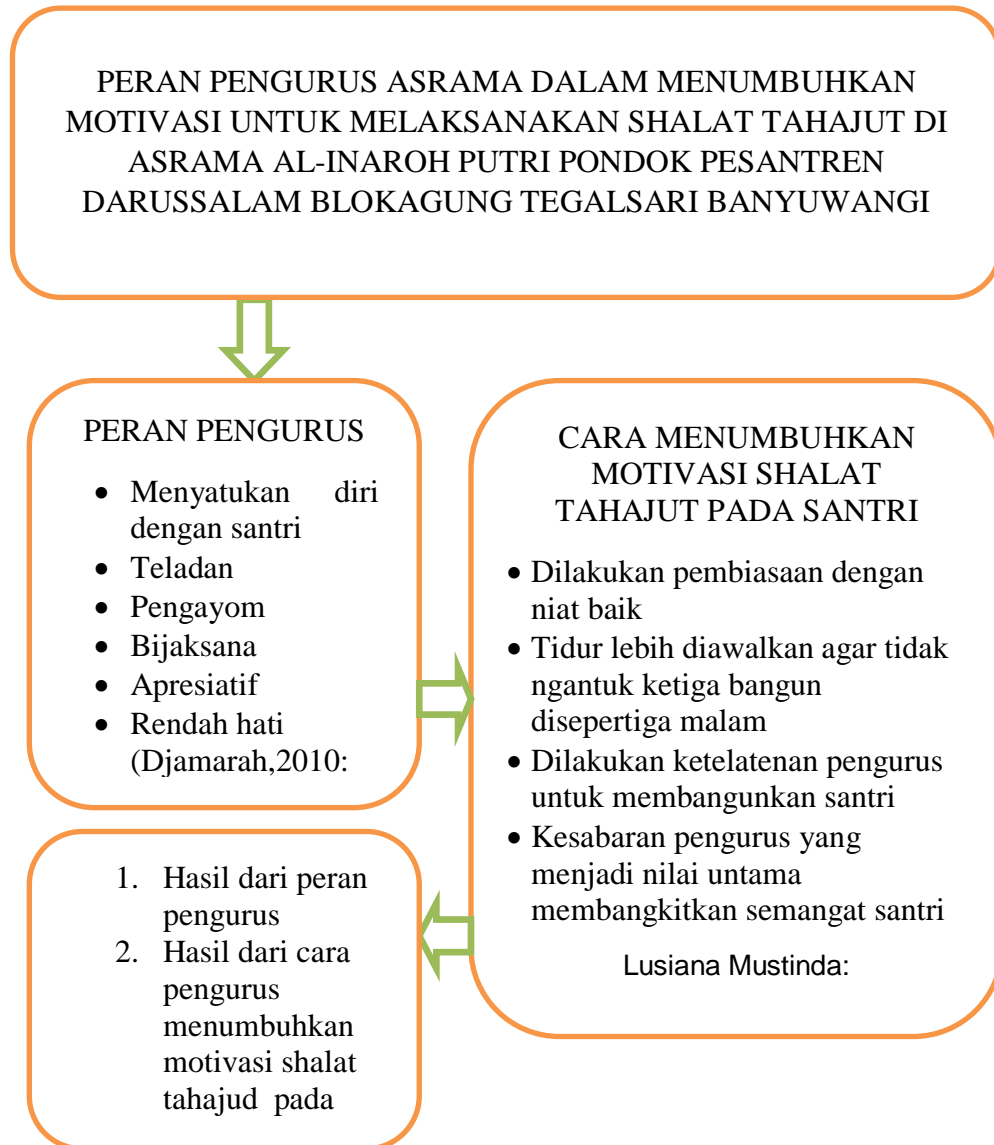 PERAN PENGURUS ASRAMA DALAM MENUMBUHKAN
MOTIVASI UNTUK MELAKSANAKAN SHALAT TAHAJUT DI
ASRAMA AL-INAROH PUTRI PONDOK PESANTREN
DARUSSALAM BLOKAGUNG TEGALSARI BANYUWANGI
PERAN PENGURUS
• Menyatukan diri
dengan santri
• Teladan
• Pengayom
• Bijaksana
• Apresiatif
• Rendah hati
(Djamarah,2010:
CARA MENUMBUHKAN
MOTIVASI SHALAT
TAHAJUT PADA SANTRI
• Dilakukan pembiasaan dengan
niat baik
• Tidur lebih diawalkan agar tidak
ngantuk ketiga bangun
disepertiga malam
• Dilakukan ketelatenan pengurus
untuk membangunkan santri
• Kesabaran pengurus yang
menjadi nilai untama
membangkitkan semangat santri
Lusiana Mustinda:
1. Hasil dari peran
pengurus
2. Hasil dari cara
pengurus
menumbuhkan
motivasi shalat
tahajud pada